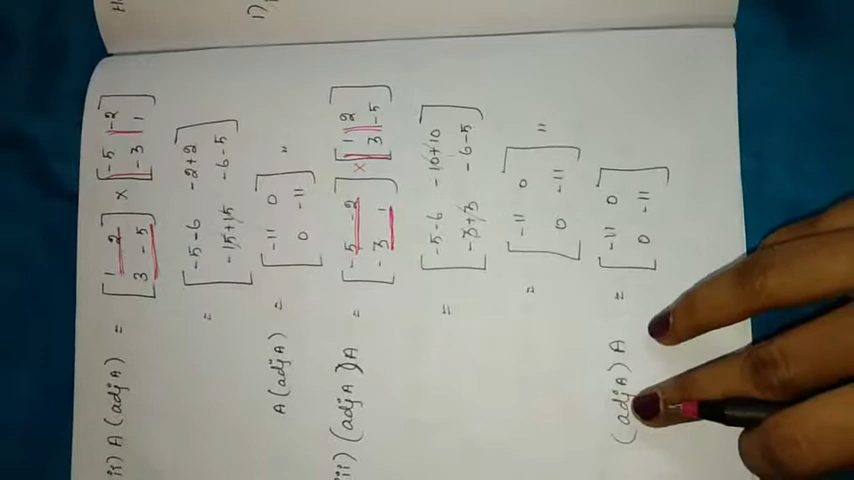 ii) A (adj A) = [1 2 3 -5] × [-5 -2 -3 1]
= [-5-6 -2+2 -15+15 -6-5]
A (adj A) = [-11 0 0 -11] "
iii) (adj A) A = [-5 -2 -3 1] × [1 2 3 -5]
= [-5-6 -10+10 -3+3 -6-5]
= [-11 0 0 -11] "
(adj A) A = [-11 0 0 -11]